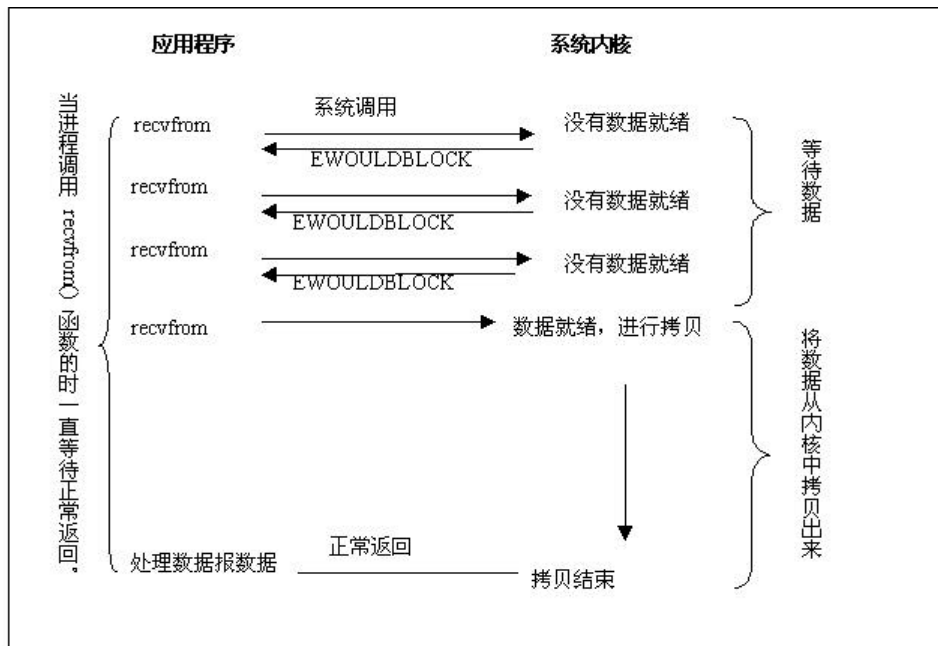 应用程序
系统内核
当进程调用 recvfrom() 函数的时一直等待正常返回。
系统调用
recvfrom
没有数据就绪
EWOULDBLOCK
recvfrom
没有数据就绪
EWOULDBLOCK
recvfrom
没有数据就绪
EWOULDBLOCK
等待数据
recvfrom
数据就绪，进行拷贝
将数据从内核中拷贝出来
正常返回
处理数据报数据
拷贝结束